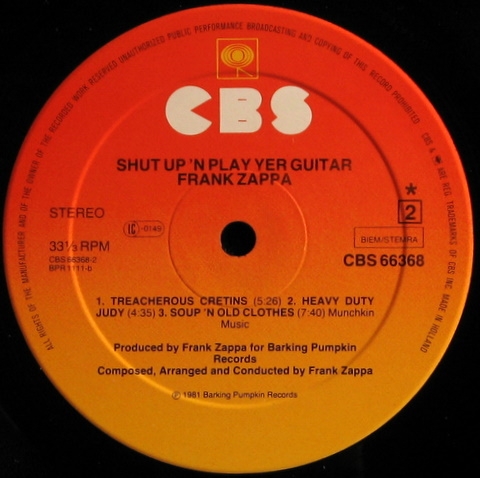 ALL RIGHTS OF THE MANUFACTURER AND OF THE OWNER OF THE RECORDED WORK RESERVED UNAUTHORIZED PUBLIC PERFORMANCE BROADCASTING AND COPYING OF THIS RECORD PROHIBITED CBS & ARE REG. TRADEMARKS OF CBS INC MADE IN HOLLAND
CBS
SHUT UP 'N PLAY YER GUITAR
FRANK ZAPPA
STEREO
IC -0149
* 2
33⅓ RPM
BIEM/STEMRA
CBS 66368-2
BPR 1111-b
CBS 66368
1. TREACHEROUS CRETINS (5:26) 2. HEAVY DUTY
JUDY (4:35) 3. SOUP 'N OLD CLOTHES (7:40) Munchkin
Music
Produced by Frank Zappa for Barking Pumpkin
Records
Composed, Arranged and Conducted by Frank Zappa
Ⓟ 1981 Barking Pumpkin Records